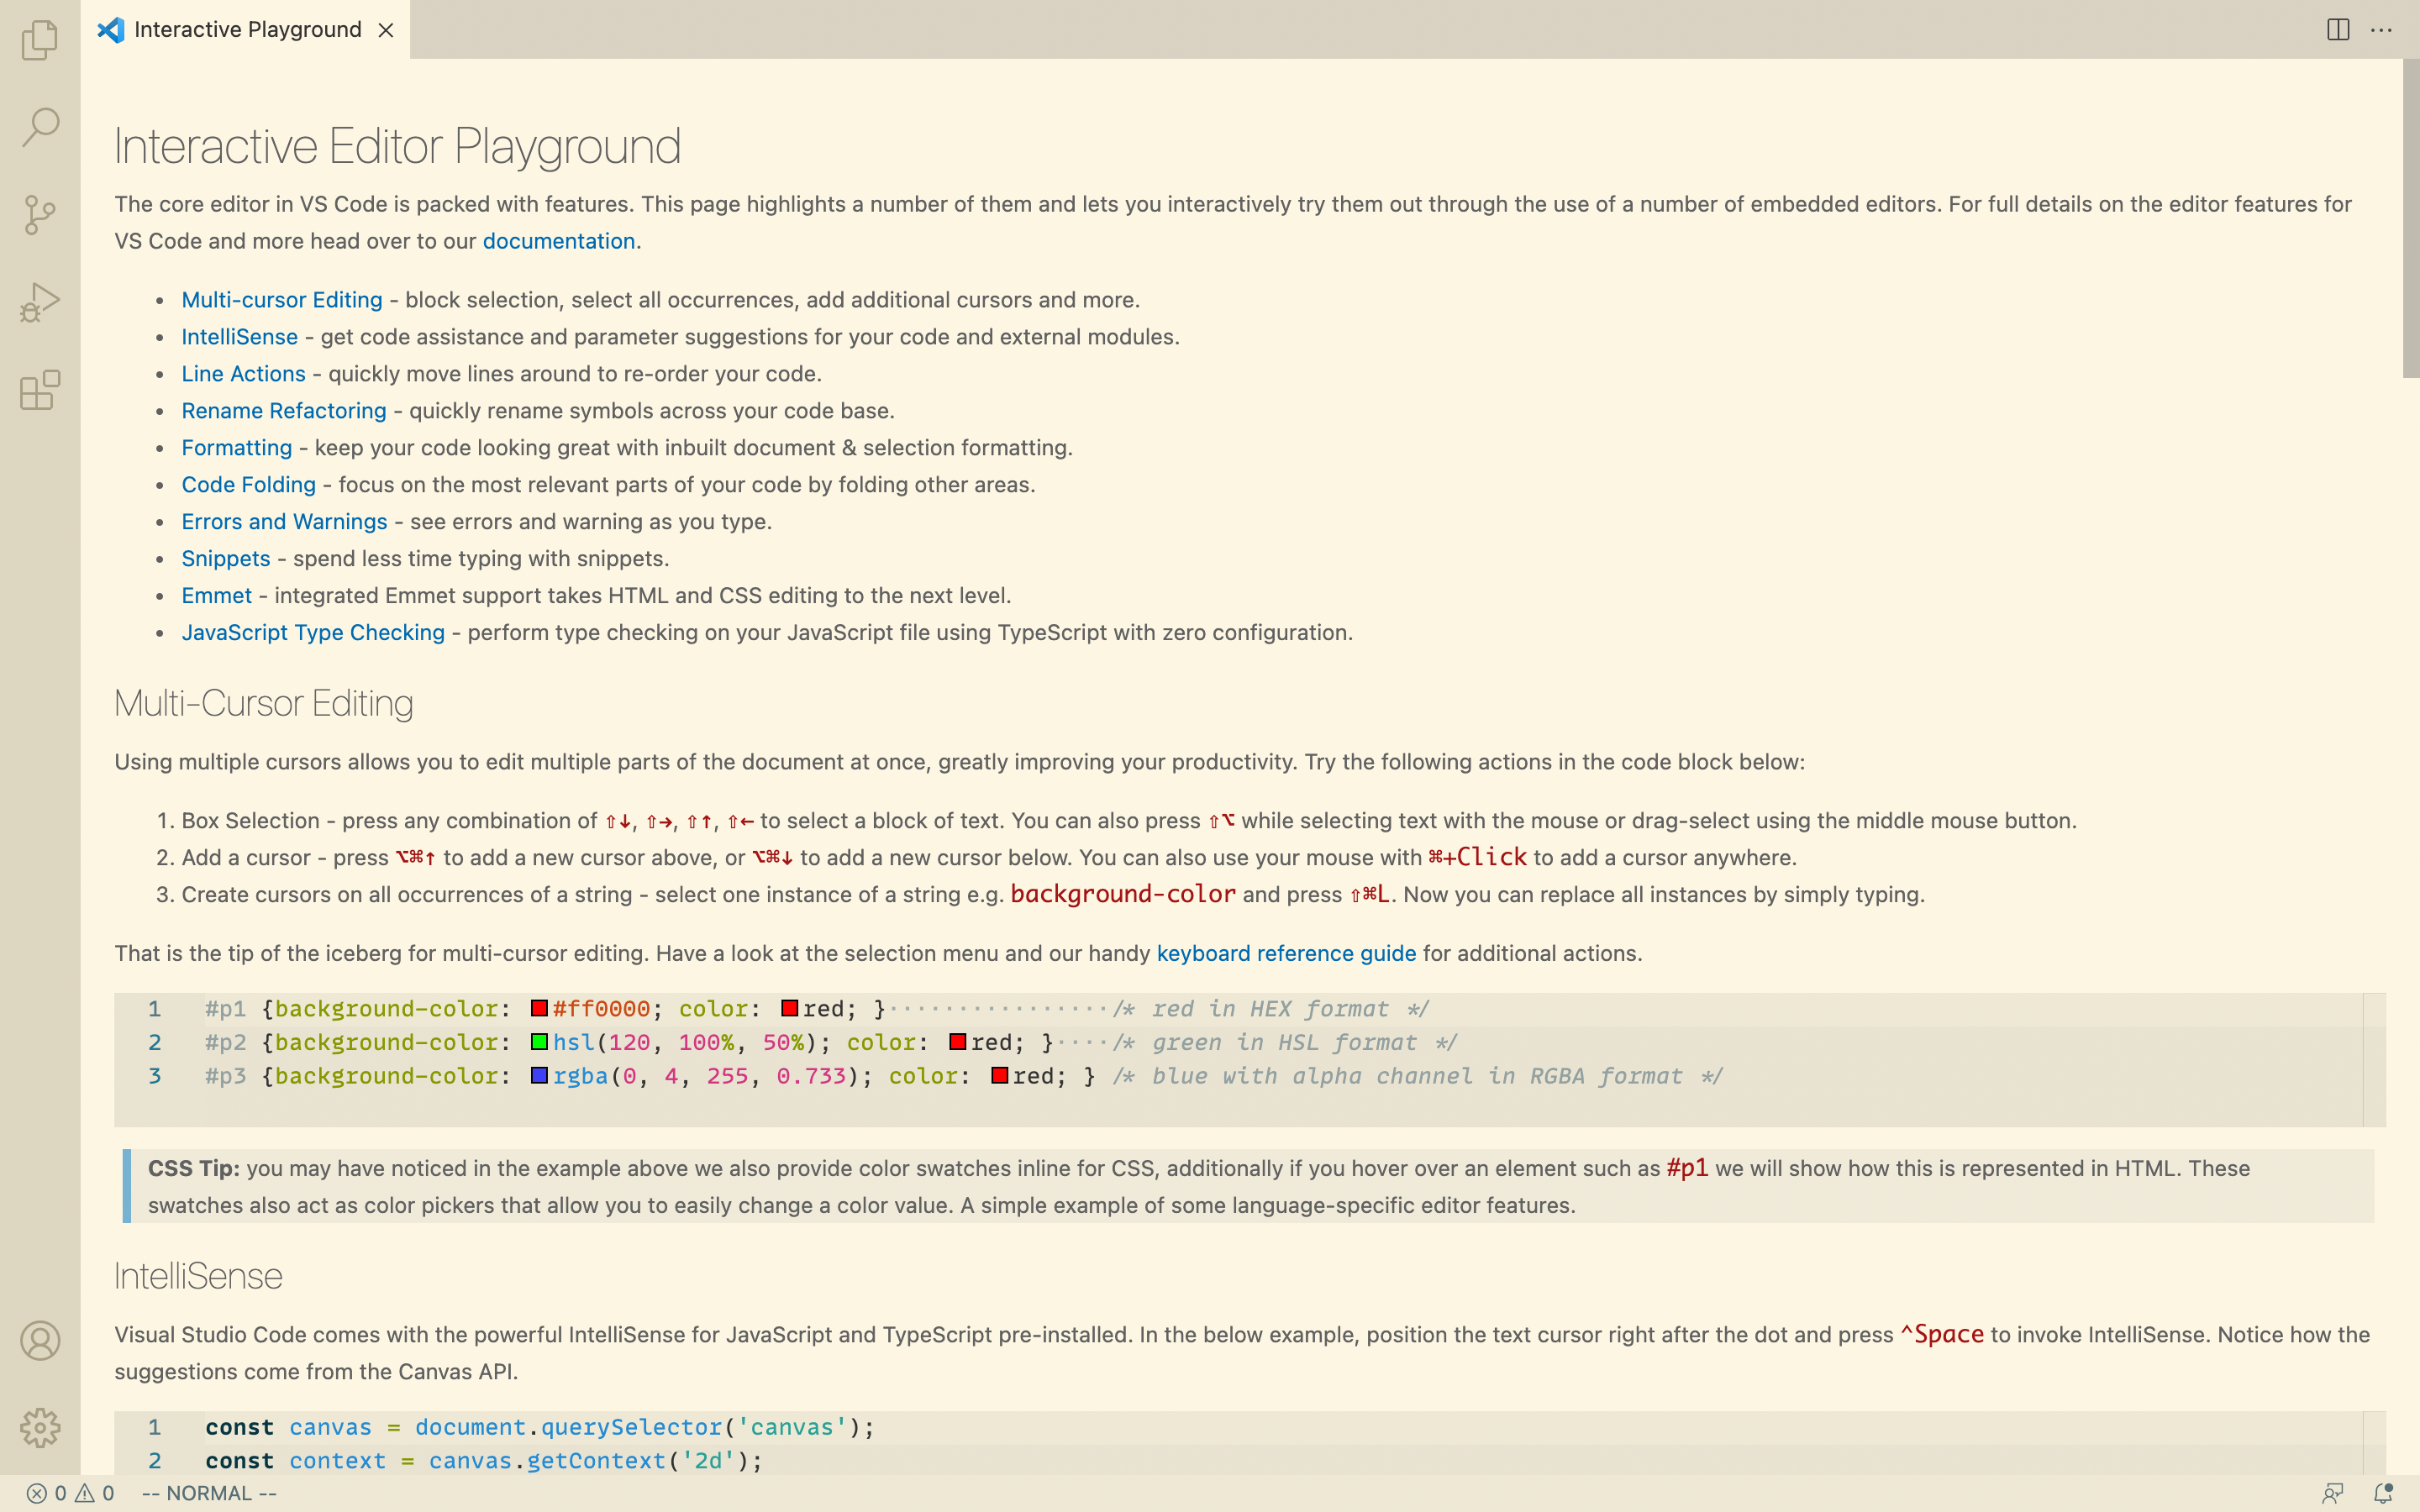 Interactive Playground
Interactive Editor Playground
The core editor in VS Code is packed with features. This page highlights a number of them and lets you interactively try them out through the use of a number of embedded editors. For full details on the editor features for
VS Code and more head over to our documentation.
• Multi-cursor Editing - block selection, select all occurrences, add additional cursors and more.
• IntelliSense - get code assistance and parameter suggestions for your code and external modules.
• Line Actions - quickly move lines around to re-order your code.
• Rename Refactoring - quickly rename symbols across your code base.
• Formatting - keep your code looking great with inbuilt document & selection formatting.
• Code Folding - focus on the most relevant parts of your code by folding other areas.
• Errors and Warnings - see errors and warning as you type.
• Snippets - spend less time typing with snippets.
• Emmet - integrated Emmet support takes HTML and CSS editing to the next level.
• JavaScript Type Checking - perform type checking on your JavaScript file using TypeScript with zero configuration.
Multi-Cursor Editing
Using multiple cursors allows you to edit multiple parts of the document at once, greatly improving your productivity. Try the following actions in the code block below:
1. Box Selection - press any combination of ⇧↓, ⇧→, ⇧↑, ⇧← to select a block of text. You can also press ⇧⌥ while selecting text with the mouse or drag-select using the middle mouse button.
2. Add a cursor - press ⌥⌘↑ to add a new cursor above, or ⌥⌘↓ to add a new cursor below. You can also use your mouse with ⌘+Click to add a cursor anywhere.
3. Create cursors on all occurrences of a string - select one instance of a string e.g. background-color and press ⇧⌘L. Now you can replace all instances by simply typing.
That is the tip of the iceberg for multi-cursor editing. Have a look at the selection menu and our handy keyboard reference guide for additional actions.
1 #p1 {background-color: #ff0000; color: red; }················/* red in HEX format */
2 #p2 {background-color: hsl(120, 100%, 50%); color: red; }····/* green in HSL format */
3 #p3 {background-color: rgba(0, 4, 255, 0.733); color: red; } /* blue with alpha channel in RGBA format */
CSS Tip: you may have noticed in the example above we also provide color swatches inline for CSS, additionally if you hover over an element such as #p1 we will show how this is represented in HTML. These
swatches also act as color pickers that allow you to easily change a color value. A simple example of some language-specific editor features.
IntelliSense
Visual Studio Code comes with the powerful IntelliSense for JavaScript and TypeScript pre-installed. In the below example, position the text cursor right after the dot and press ^Space to invoke IntelliSense. Notice how the
suggestions come from the Canvas API.
1 const canvas = document.querySelector('canvas');
2 const context = canvas.getContext('2d');
0 0 -- NORMAL --